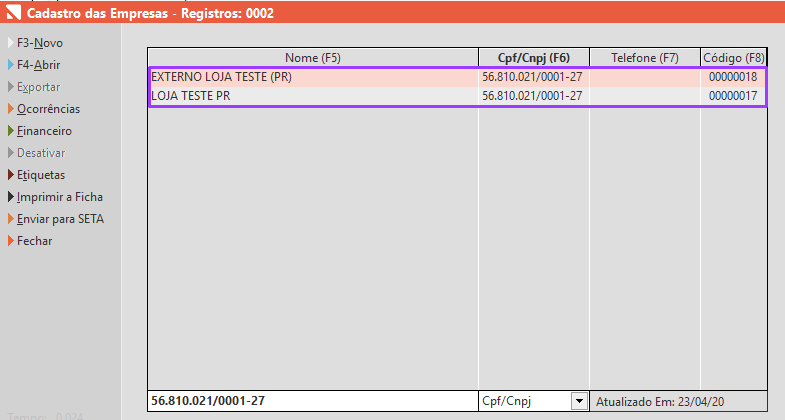 Cadastro das Empresas - Registros: 0002
F3-Novo
F4-Abrir
Exportar
Ocorrências
Financeiro
Desativar
Etiquetas
Imprimir a Ficha
Enviar para SETA
Fechar
Nome (F5) Cpf/Cnpj (F6) Telefone (F7) Código (F8)
EXTERNO LOJA TESTE (PR) 56.810.021/0001-27 00000018
LOJA TESTE PR 56.810.021/0001-27 00000017
56.810.021/0001-27 Cpf/Cnpj Atualizado Em: 23/04/20
Tempo: 0,024